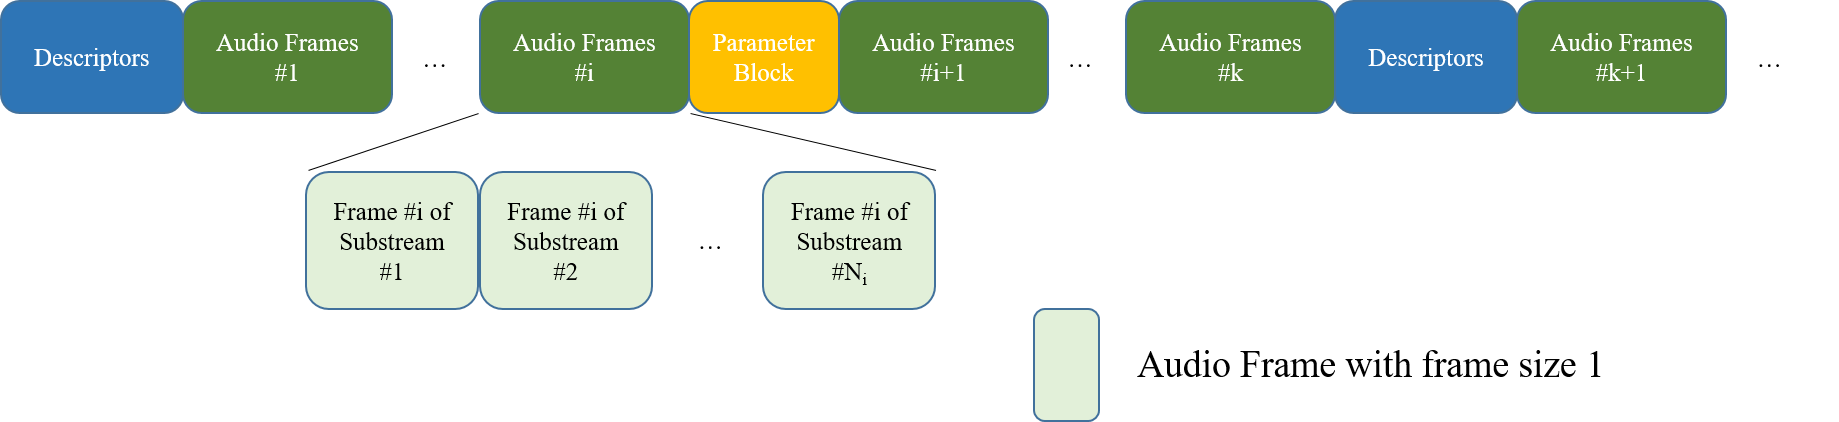 Descriptors
Audio Frames
#1
...
Audio Frames
#i
Parameter
Block
Audio Frames
#i+1
...
Audio Frames
#k
Descriptors
Audio Frames
#k+1
...
Frame #i of
Substream
#1
Frame #i of
Substream
#2
...
Frame #i of
Substream
#Ni
Audio Frame with frame size 1